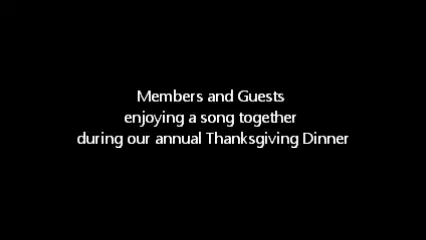 Members and Guests
enjoying a song together
during our annual Thanksgiving Dinner